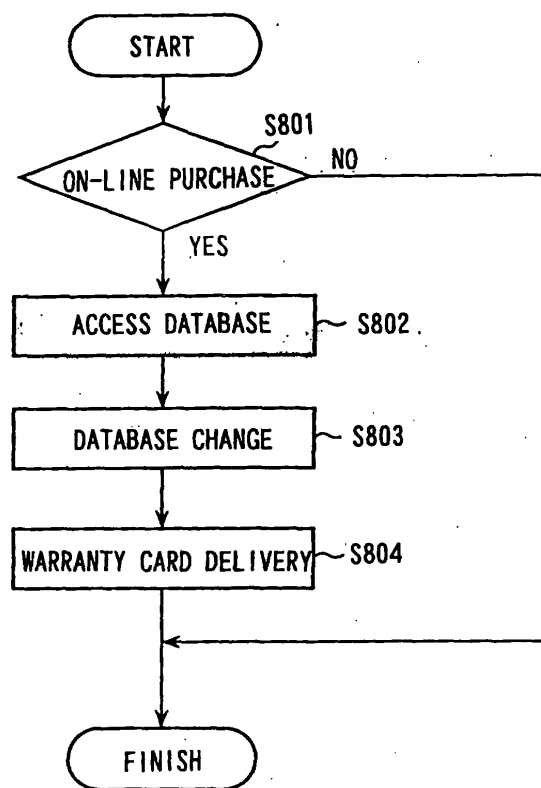 START
S801
ON-LINE PURCHASE
NO
YES
ACCESS DATABASE
S802
DATABASE CHANGE
S803
WARRANTY CARD DELIVERY
S804
FINISH